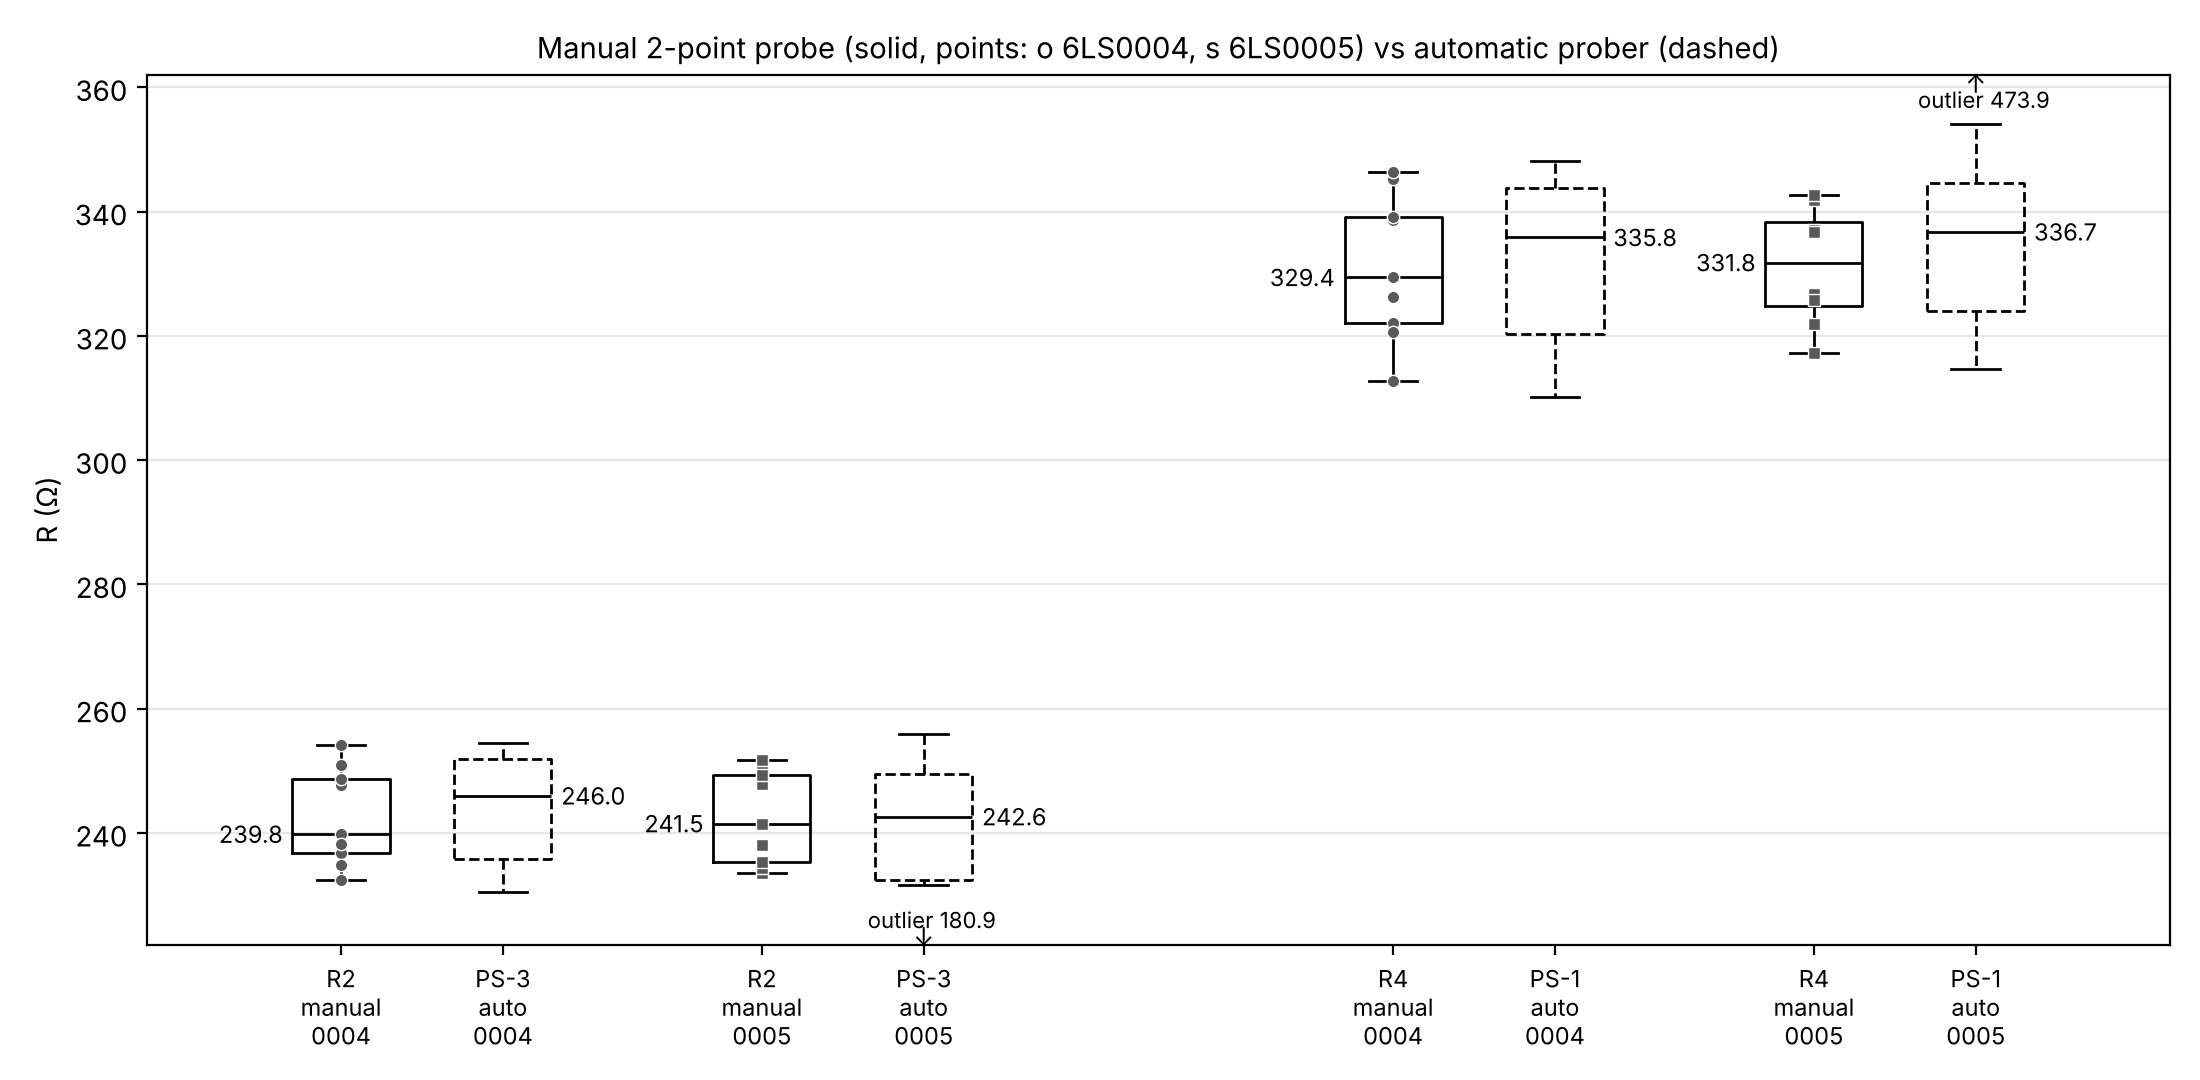 Manual 2-point probe (solid, points: o 6LS0004, s 6LS0005) vs automatic prober (dashed)
R (Ω)
360
340
320
300
280
260
240
outlier 473.9
335.8
336.7
329.4
331.8
246.0
239.8
241.5
242.6
outlier 180.9
R2
manual
0004
PS-3
auto
0004
R2
manual
0005
PS-3
auto
0005
R4
manual
0004
PS-1
auto
0004
R4
manual
0005
PS-1
auto
0005